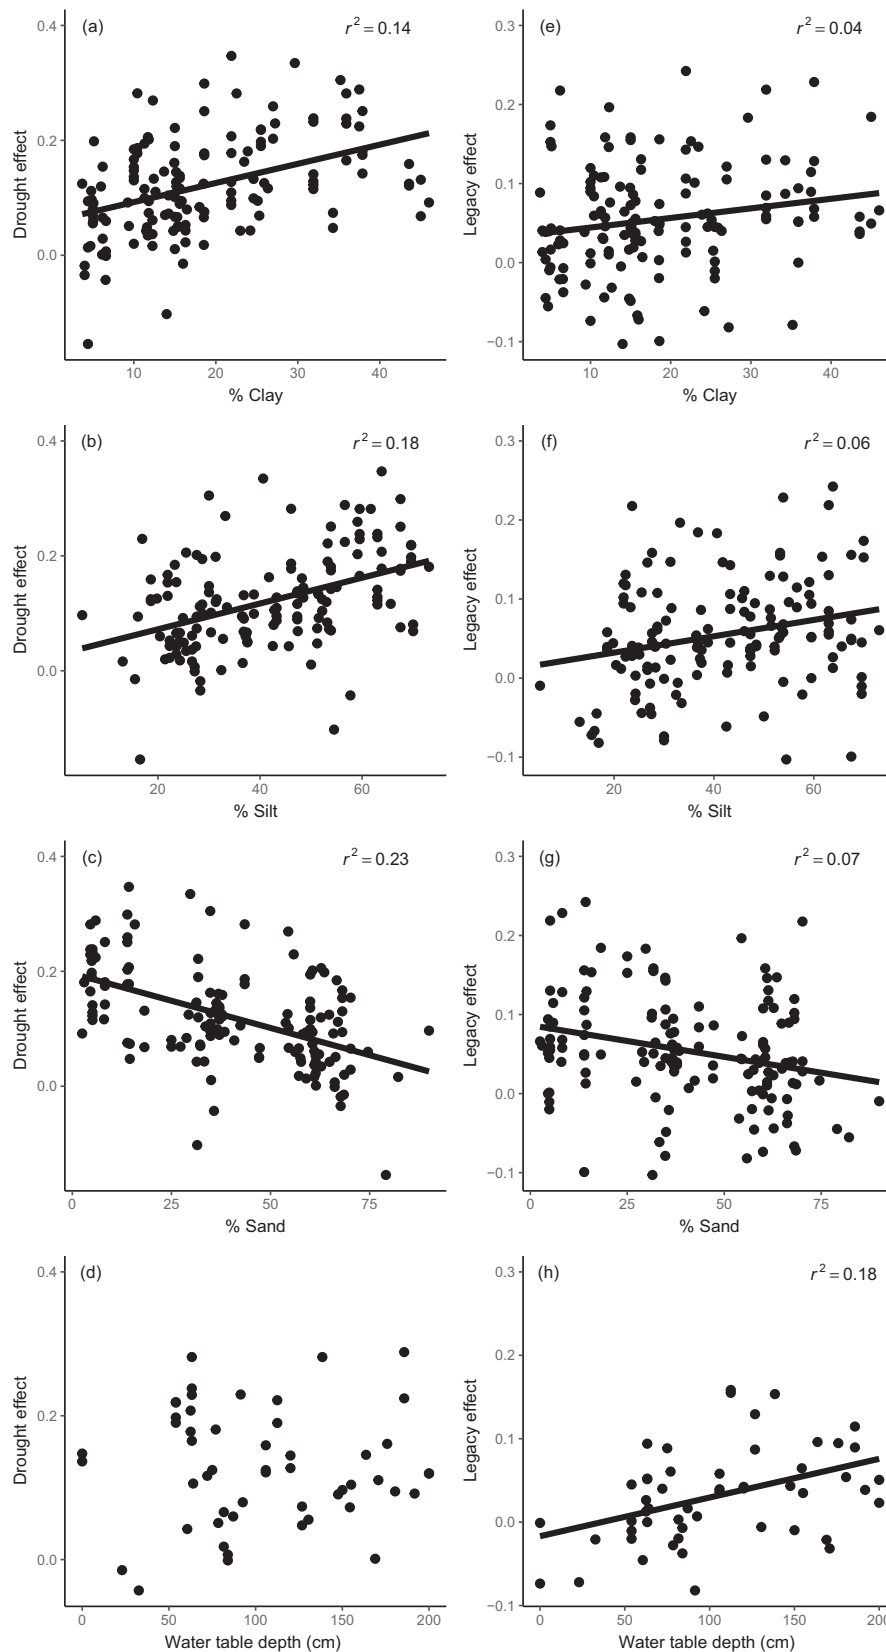 (a)
r² = 0.14
0.4
0.2
0.0
Drought effect
10 20 30 40
% Clay
(e)
r² = 0.04
0.3
0.2
0.1
0.0
−0.1
Legacy effect
10 20 30 40
% Clay
(b)
r² = 0.18
0.4
0.2
0.0
Drought effect
20 40 60
% Silt
(f)
r² = 0.06
0.3
0.2
0.1
0.0
−0.1
Legacy effect
20 40 60
% Silt
(c)
r² = 0.23
0.4
0.2
0.0
Drought effect
0 25 50 75
% Sand
(g)
r² = 0.07
0.3
0.2
0.1
0.0
−0.1
Legacy effect
0 25 50 75
% Sand
(d)
0.4
0.2
0.0
Drought effect
0 50 100 150 200
Water table depth (cm)
(h)
r² = 0.18
0.3
0.2
0.1
0.0
−0.1
Legacy effect
0 50 100 150 200
Water table depth (cm)